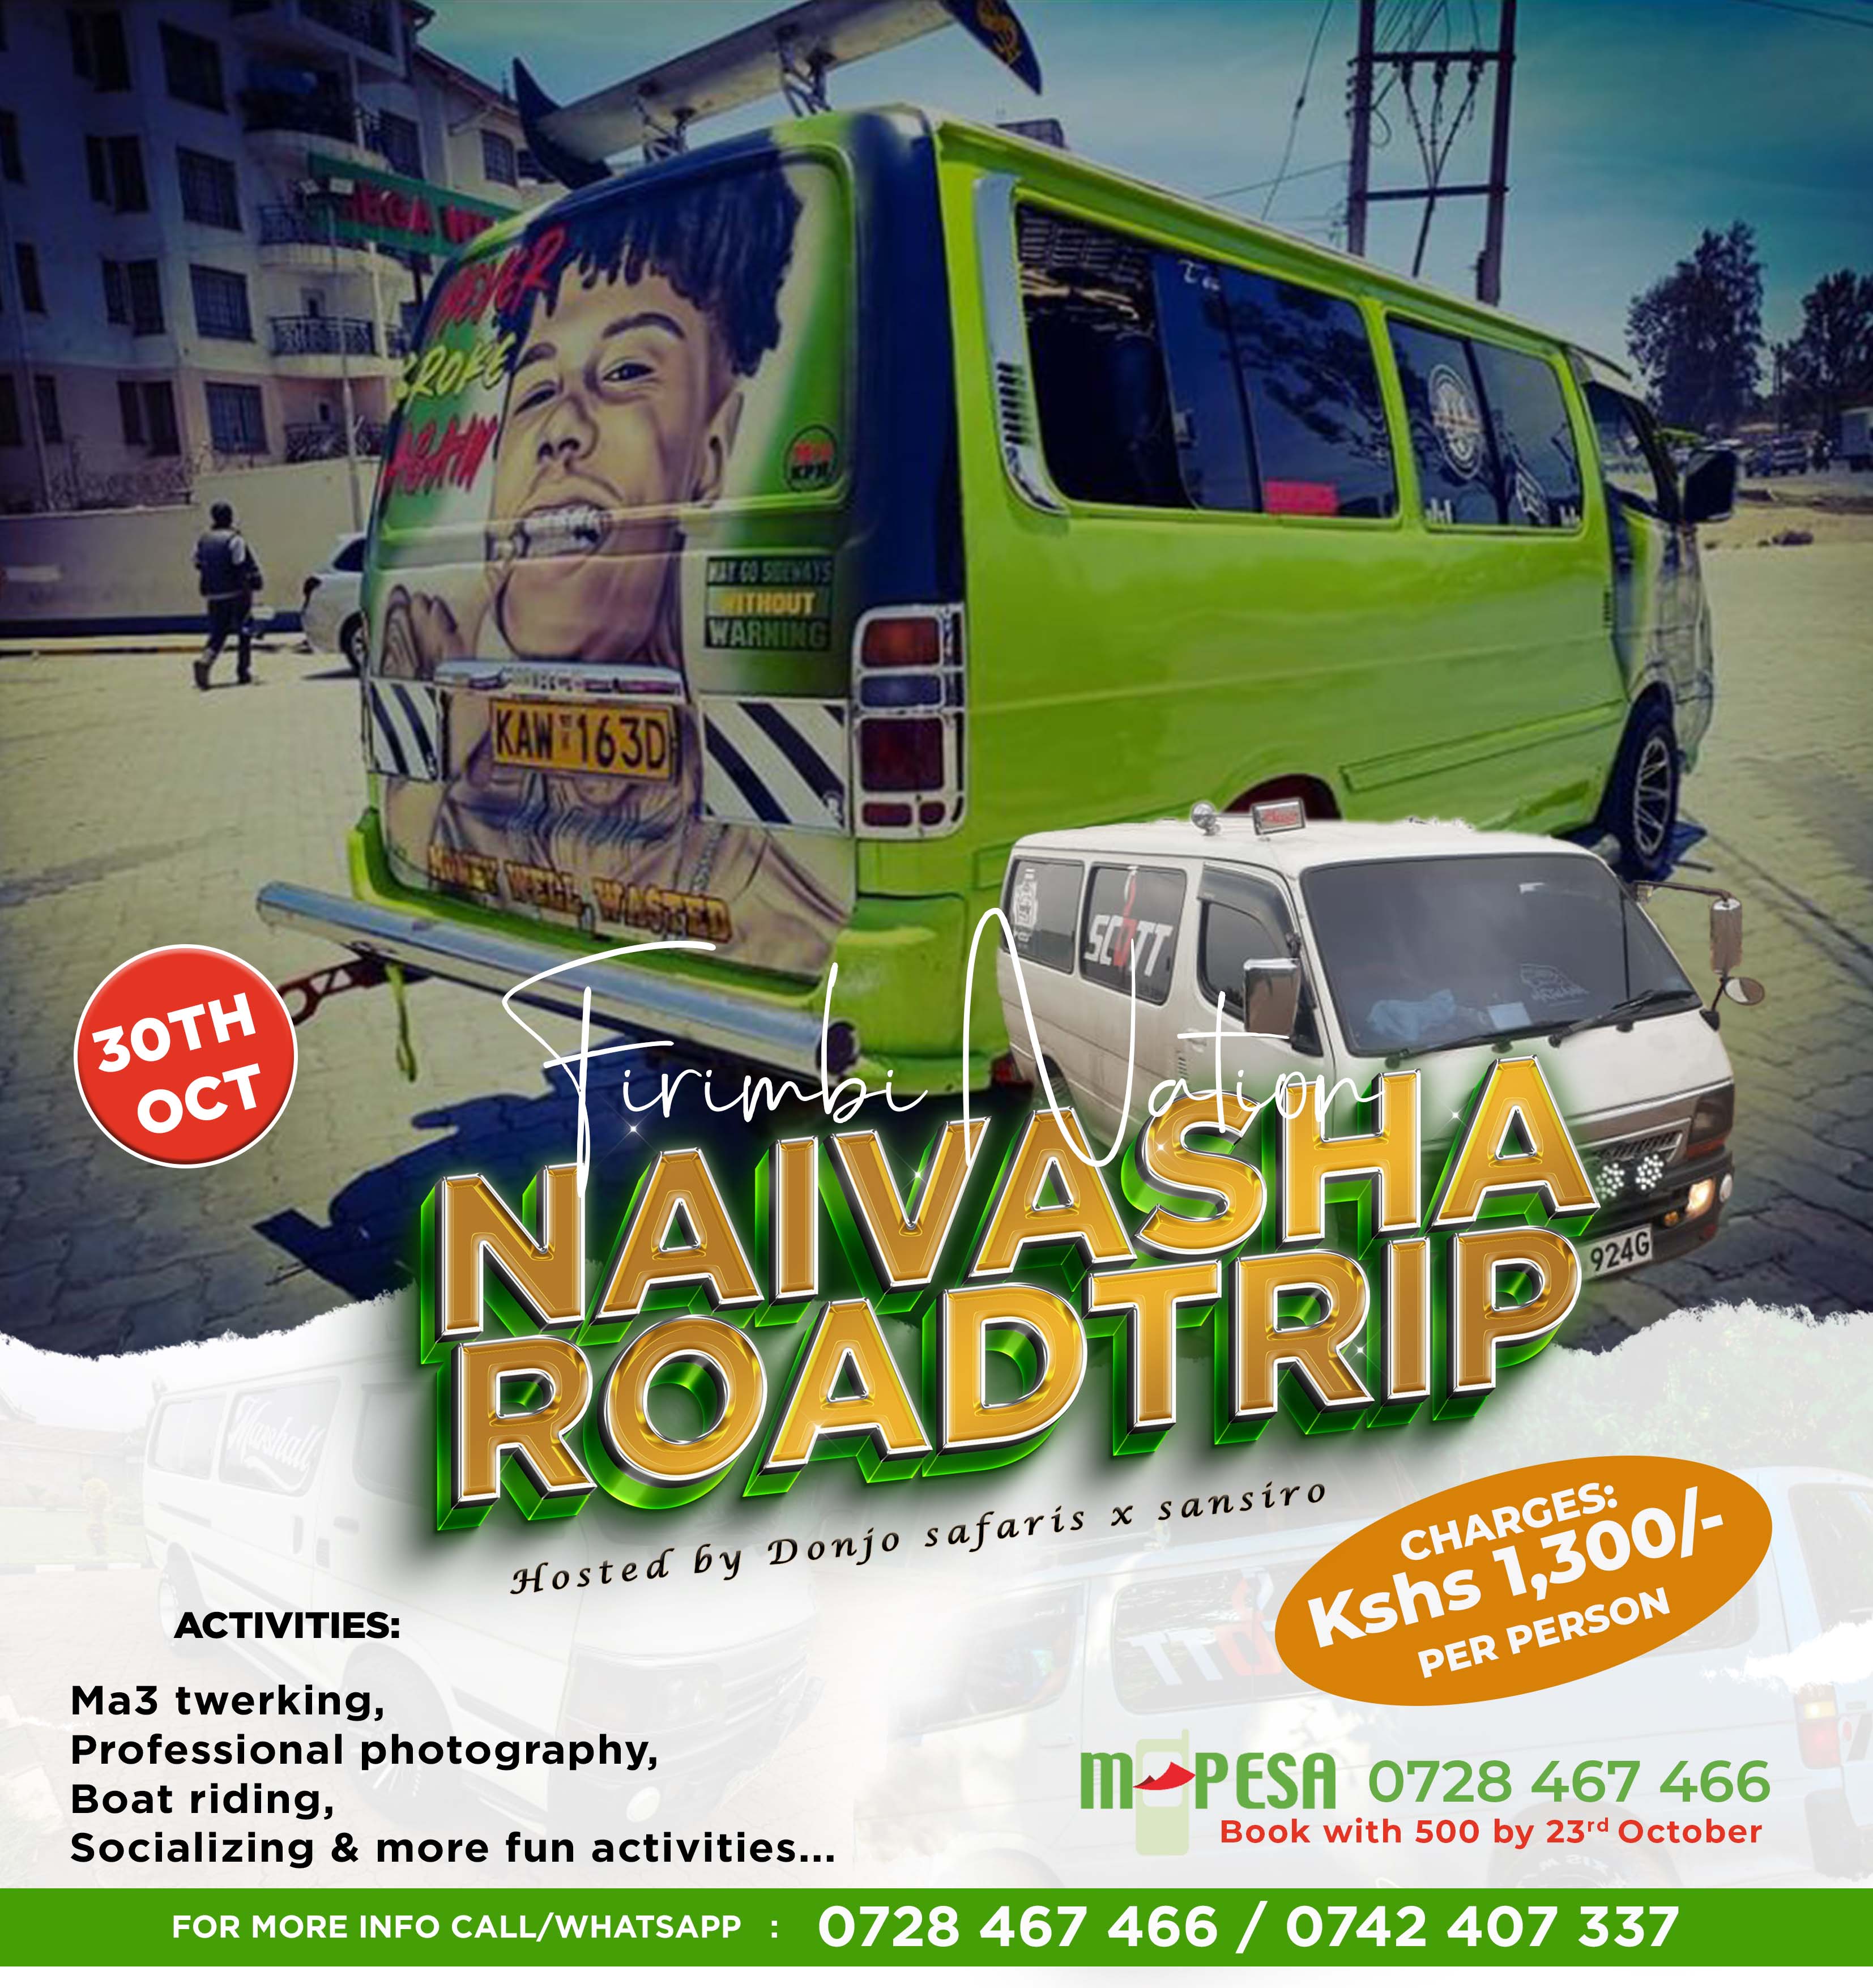 NEVER
BROKE
AGAIN
MAY GO SIDEWAYS
WITHOUT
WARNING
KAW 163D
MONEY WELL WASTED
SCOTT
924G
30TH
OCT
Firimbi Nation
NAIVASHA
ROADTRIP
Hosted by Donjo safaris x sansiro
Marshall
CHARGES:
Kshs 1,300/-
PER PERSON
ACTIVITIES:
Ma3 twerking,
Professional photography,
Boat riding,
Socializing & more fun activities...
M-PESA 0728 467 466
Book with 500 by 23rd October
FOR MORE INFO CALL/WHATSAPP : 0728 467 466 / 0742 407 337